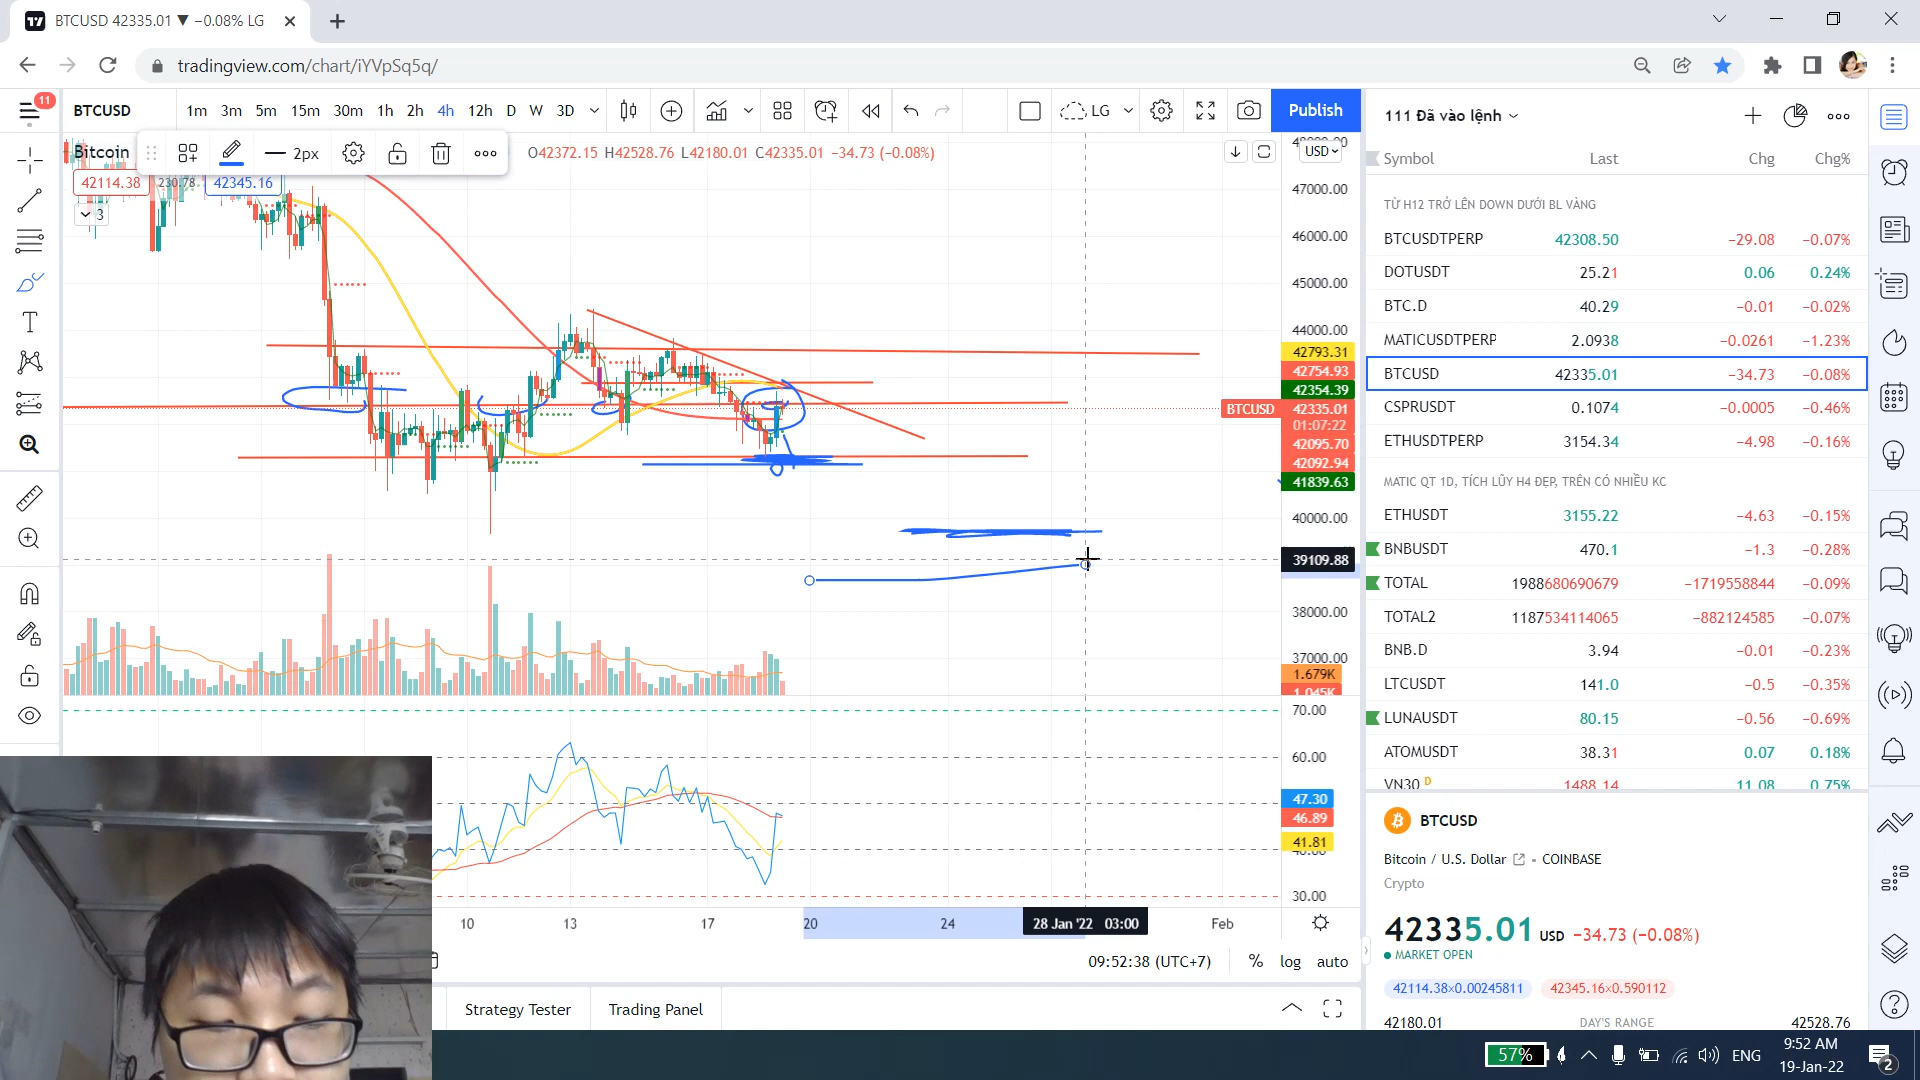 BTCUSD 42335.01 ▼ −0.08% LG
tradingview.com/chart/iYVpSq5q/
11
BTCUSD 1m 3m 5m 15m 30m 1h 2h 4h 12h D W 3D LG Publish
Bitcoin 2px O42372.15 H42528.76 L42180.01 C42335.01 −34.73 (−0.08%) USD
42114.38 230.78 42345.16
3
47000.00
46000.00
45000.00
44000.00
42793.31
42754.93
42354.39
BTCUSD 42335.01
01:07:22
42095.70
42092.94
41839.63
40000.00
39109.88
38000.00
37000.00
1.679K
1.045K
70.00
60.00
47.30
46.89
41.81
30.00
10 13 17 20 24 28 Jan '22 03:00 Feb
09:52:38 (UTC+7) % log auto
Strategy Tester Trading Panel
111 Đã vào lệnh
Symbol Last Chg Chg%
TỪ H12 TRỞ LÊN DOWN DƯỚI BL VÀNG
BTCUSDTPERP 42308.50 −29.08 −0.07%
DOTUSDT 25.21 0.06 0.24%
BTC.D 40.29 −0.01 −0.02%
MATICUSDTPERP 2.0938 −0.0261 −1.23%
BTCUSD 42335.01 −34.73 −0.08%
CSPRUSDT 0.1074 −0.0005 −0.46%
ETHUSDTPERP 3154.34 −4.98 −0.16%
MATIC QT 1D, TÍCH LŨY H4 ĐẸP, TRÊN CÓ NHIỀU KC
ETHUSDT 3155.22 −4.63 −0.15%
BNBUSDT 470.1 −1.3 −0.28%
TOTAL 1988680690679 −1719558844 −0.09%
TOTAL2 1187534114065 −882124585 −0.07%
BNB.D 3.94 −0.01 −0.23%
LTCUSDT 141.0 −0.5 −0.35%
LUNAUSDT 80.15 −0.56 −0.69%
ATOMUSDT 38.31 0.07 0.18%
VN30 D 1488.14 11.08 0.75%
BTCUSD
Bitcoin / U.S. Dollar • COINBASE
Crypto
42335.01 USD −34.73 (−0.08%)
MARKET OPEN
42114.38×0.00245811 42345.16×0.590112
42180.01 DAY'S RANGE 42528.76
57% ENG 9:52 AM
19-Jan-22
2